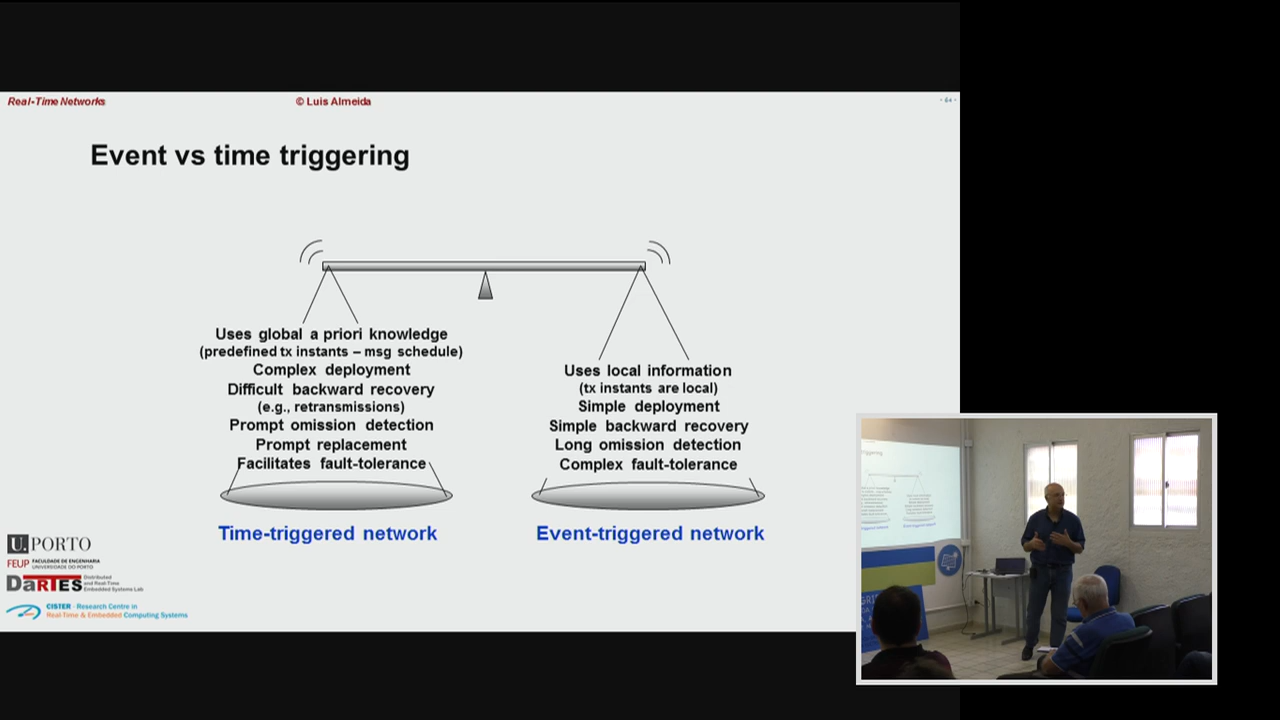 Real-Time Networks
© Luis Almeida
Event vs time triggering
Uses global a priori knowledge
(predefined tx instants – msg schedule)
Complex deployment
Difficult backward recovery
(e.g., retransmissions)
Prompt omission detection
Prompt replacement
Facilitates fault-tolerance
Time-triggered network
Uses local information
(tx instants are local)
Simple deployment
Simple backward recovery
Long omission detection
Complex fault-tolerance
Event-triggered network
U. PORTO
FEUP FACULDADE DE ENGENHARIA
UNIVERSIDADE DO PORTO
DaRTES Distributed
and Real-Time
Embedded Systems Lab
CISTER - Research Centre in
Real-Time & Embedded Computing Systems